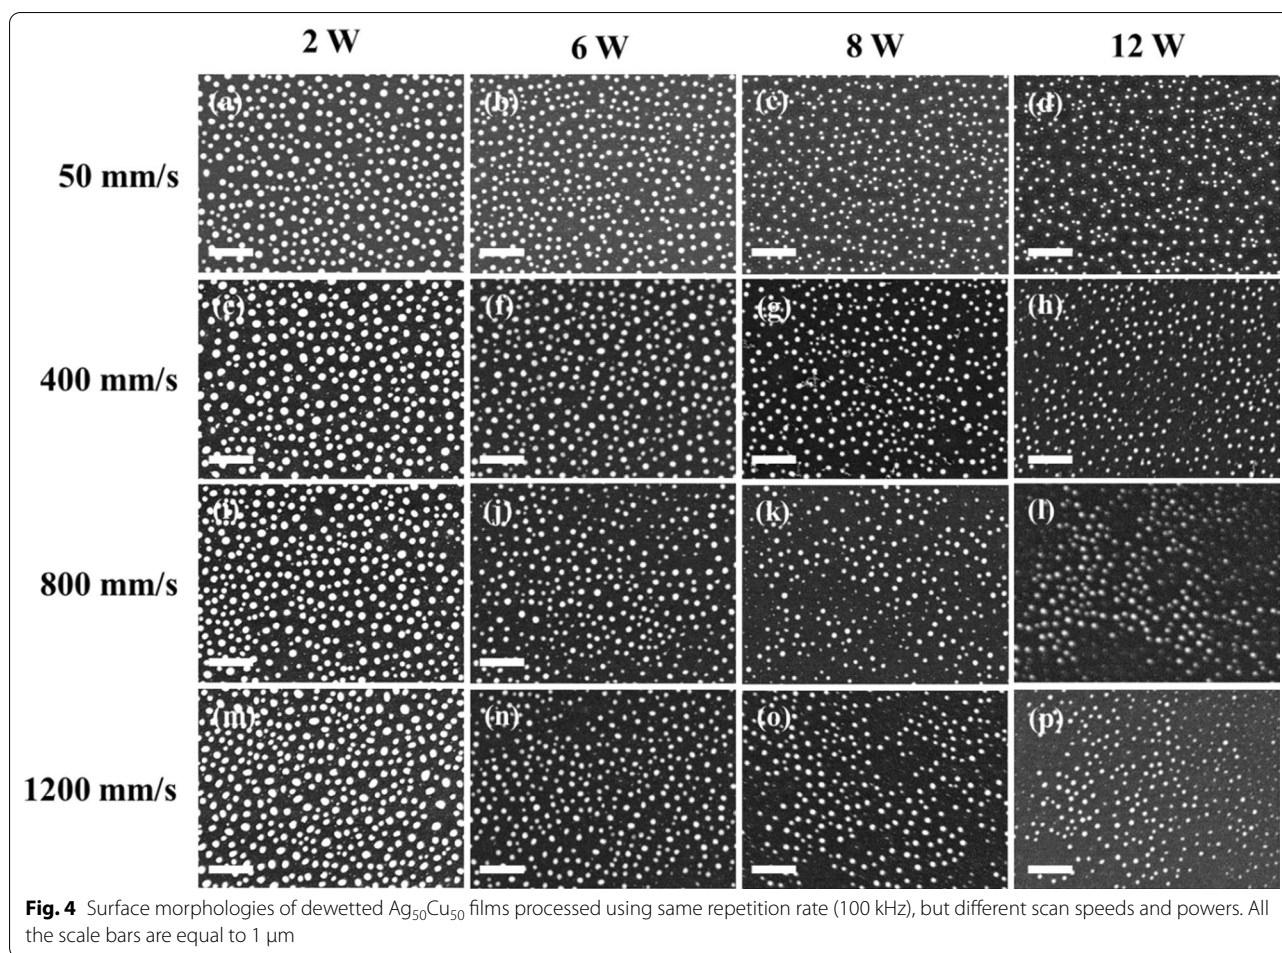 2 W 6 W 8 W 12 W
50 mm/s (a) (b) (c) (d)
400 mm/s (e) (f) (g) (h)
800 mm/s (i) (j) (k) (l)
1200 mm/s (m) (n) (o) (p)
Fig. 4 Surface morphologies of dewetted Ag₅₀Cu₅₀ films processed using same repetition rate (100 kHz), but different scan speeds and powers. All
the scale bars are equal to 1 μm